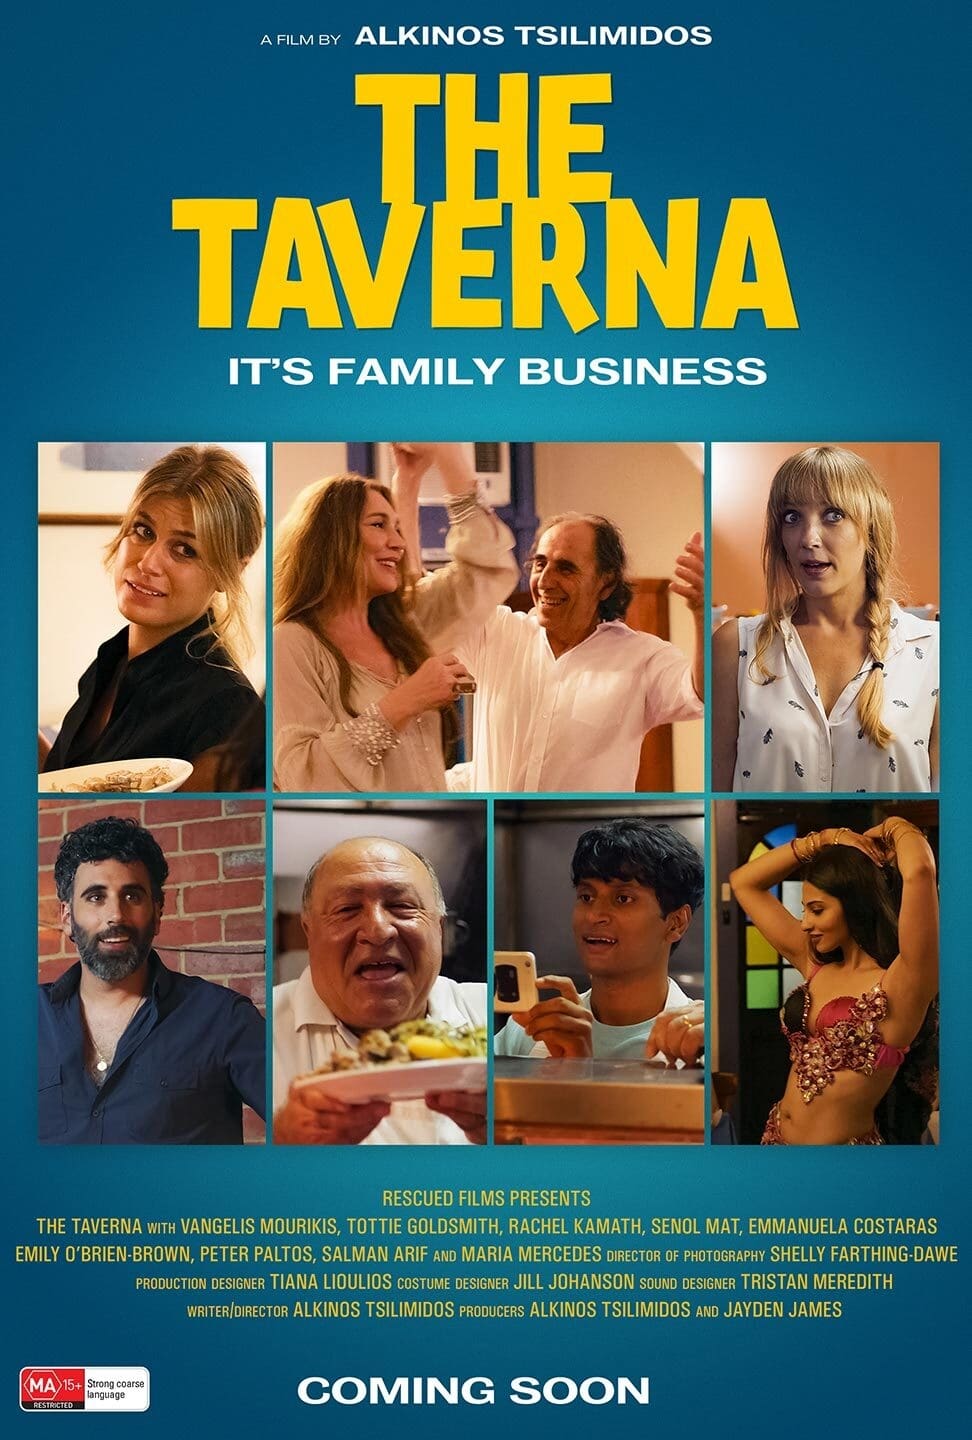 A FILM BY ALKINOS TSILIMIDOS
THE
TAVERNA
IT'S FAMILY BUSINESS
RESCUED FILMS PRESENTS
THE TAVERNA WITH VANGELIS MOURIKIS, TOTTIE GOLDSMITH, RACHEL KAMATH, SENOL MAT, EMMANUELA COSTARAS
EMILY O'BRIEN-BROWN, PETER PALTOS, SALMAN ARIF AND MARIA MERCEDES DIRECTOR OF PHOTOGRAPHY SHELLY FARTHING-DAWE
PRODUCTION DESIGNER TIANA LIOULIOS COSTUME DESIGNER JILL JOHANSON SOUND DESIGNER TRISTAN MEREDITH
WRITER/DIRECTOR ALKINOS TSILIMIDOS PRODUCERS ALKINOS TSILIMIDOS AND JAYDEN JAMES
MA 15+ Strong coarse
language
RESTRICTED
COMING SOON